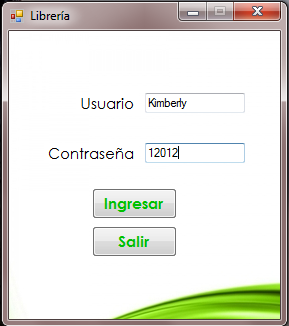 Librería
Usuario Kimberly
Contraseña 12012
Ingresar
Salir